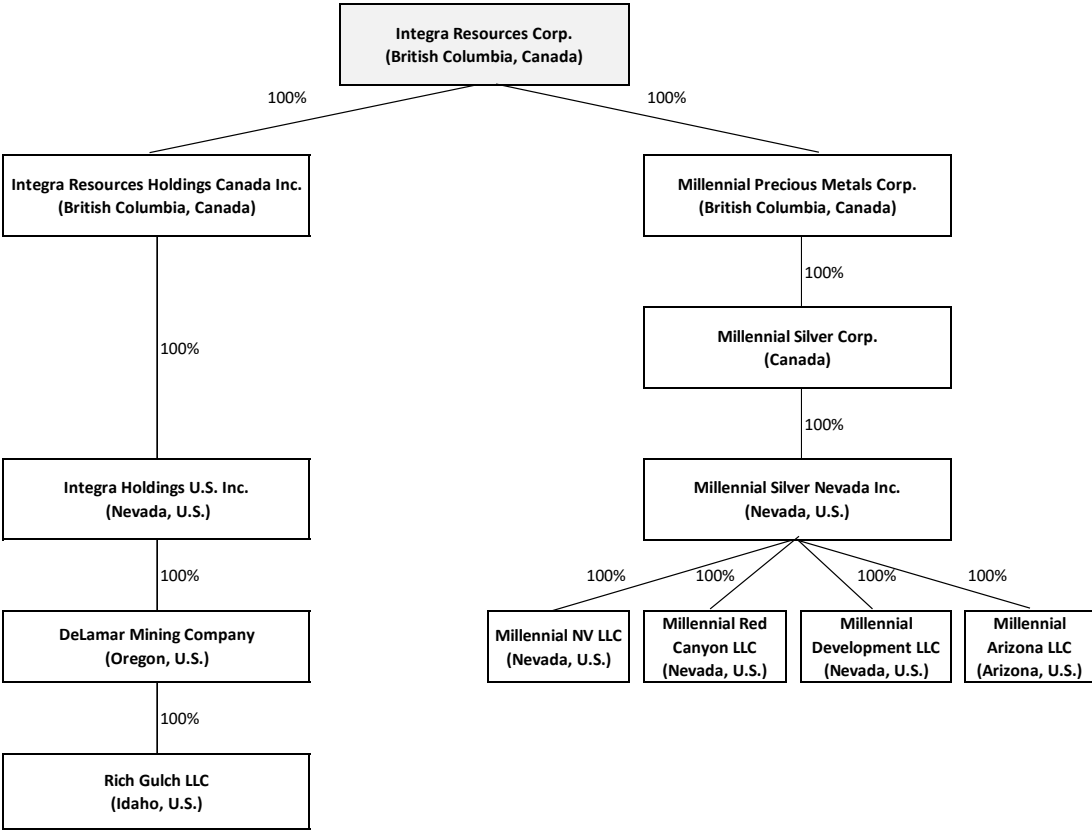 Integra Resources Corp.
(British Columbia, Canada)
100%
100%
Integra Resources Holdings Canada Inc.
(British Columbia, Canada)
Millennial Precious Metals Corp.
(British Columbia, Canada)
100%
Millennial Silver Corp.
(Canada)
100%
100%
Integra Holdings U.S. Inc.
(Nevada, U.S.)
Millennial Silver Nevada Inc.
(Nevada, U.S.)
100%
100%
100%
100%
100%
DeLamar Mining Company
(Oregon, U.S.)
Millennial NV LLC
(Nevada, U.S.)
Millennial Red
Canyon LLC
(Nevada, U.S.)
Millennial
Development LLC
(Nevada, U.S.)
Millennial
Arizona LLC
(Arizona, U.S.)
100%
Rich Gulch LLC
(Idaho, U.S.)